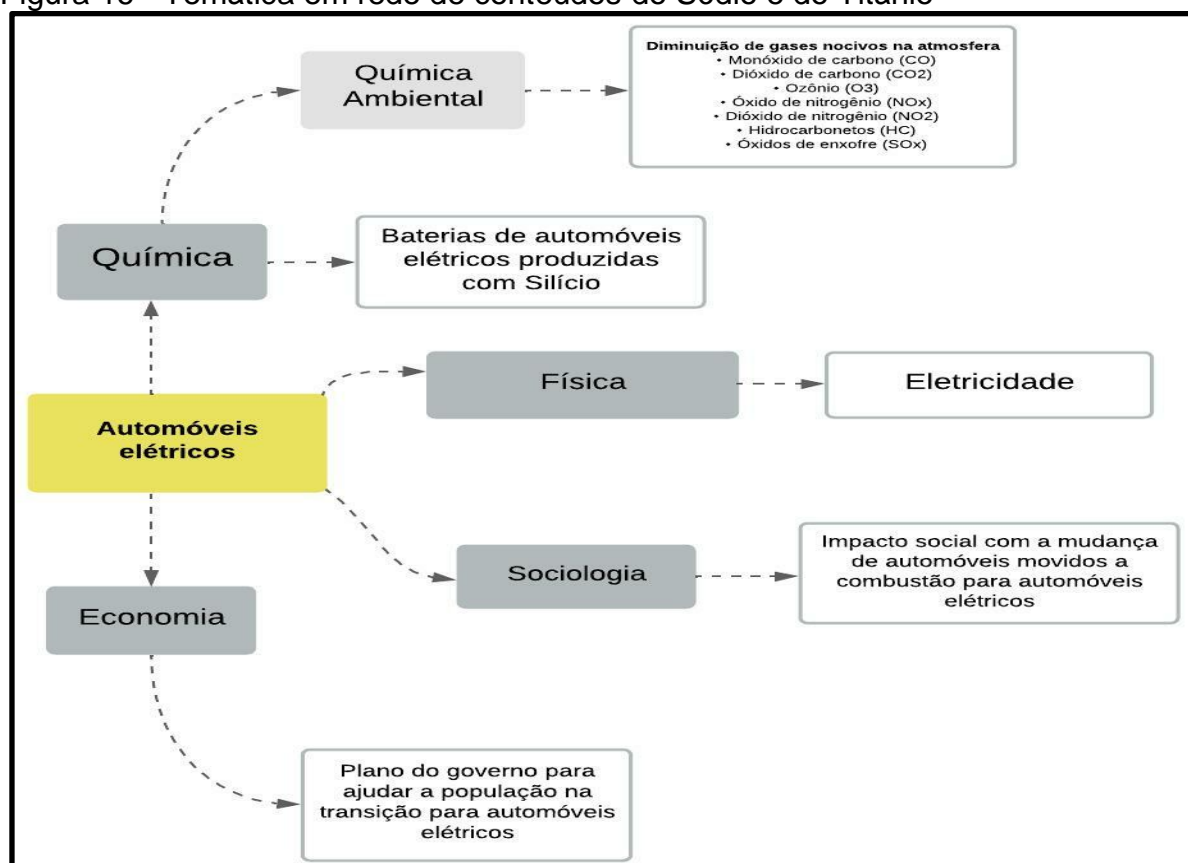 Química
Ambiental
Diminuição de gases nocivos na atmosfera
• Monóxido de carbono (CO)
• Dióxido de carbono (CO2)
• Ozônio (O3)
• Óxido de nitrogênio (NOx)
• Dióxido de nitrogênio (NO2)
• Hidrocarbonetos (HC)
• Óxidos de enxofre (SOx)
Química
Baterias de automóveis
elétricos produzidas
com Silício
Física
Eletricidade
Automóveis
elétricos
Sociologia
Impacto social com a mudança
de automóveis movidos a
combustão para automóveis
elétricos
Economia
Plano do governo para
ajudar a população na
transição para automóveis
elétricos